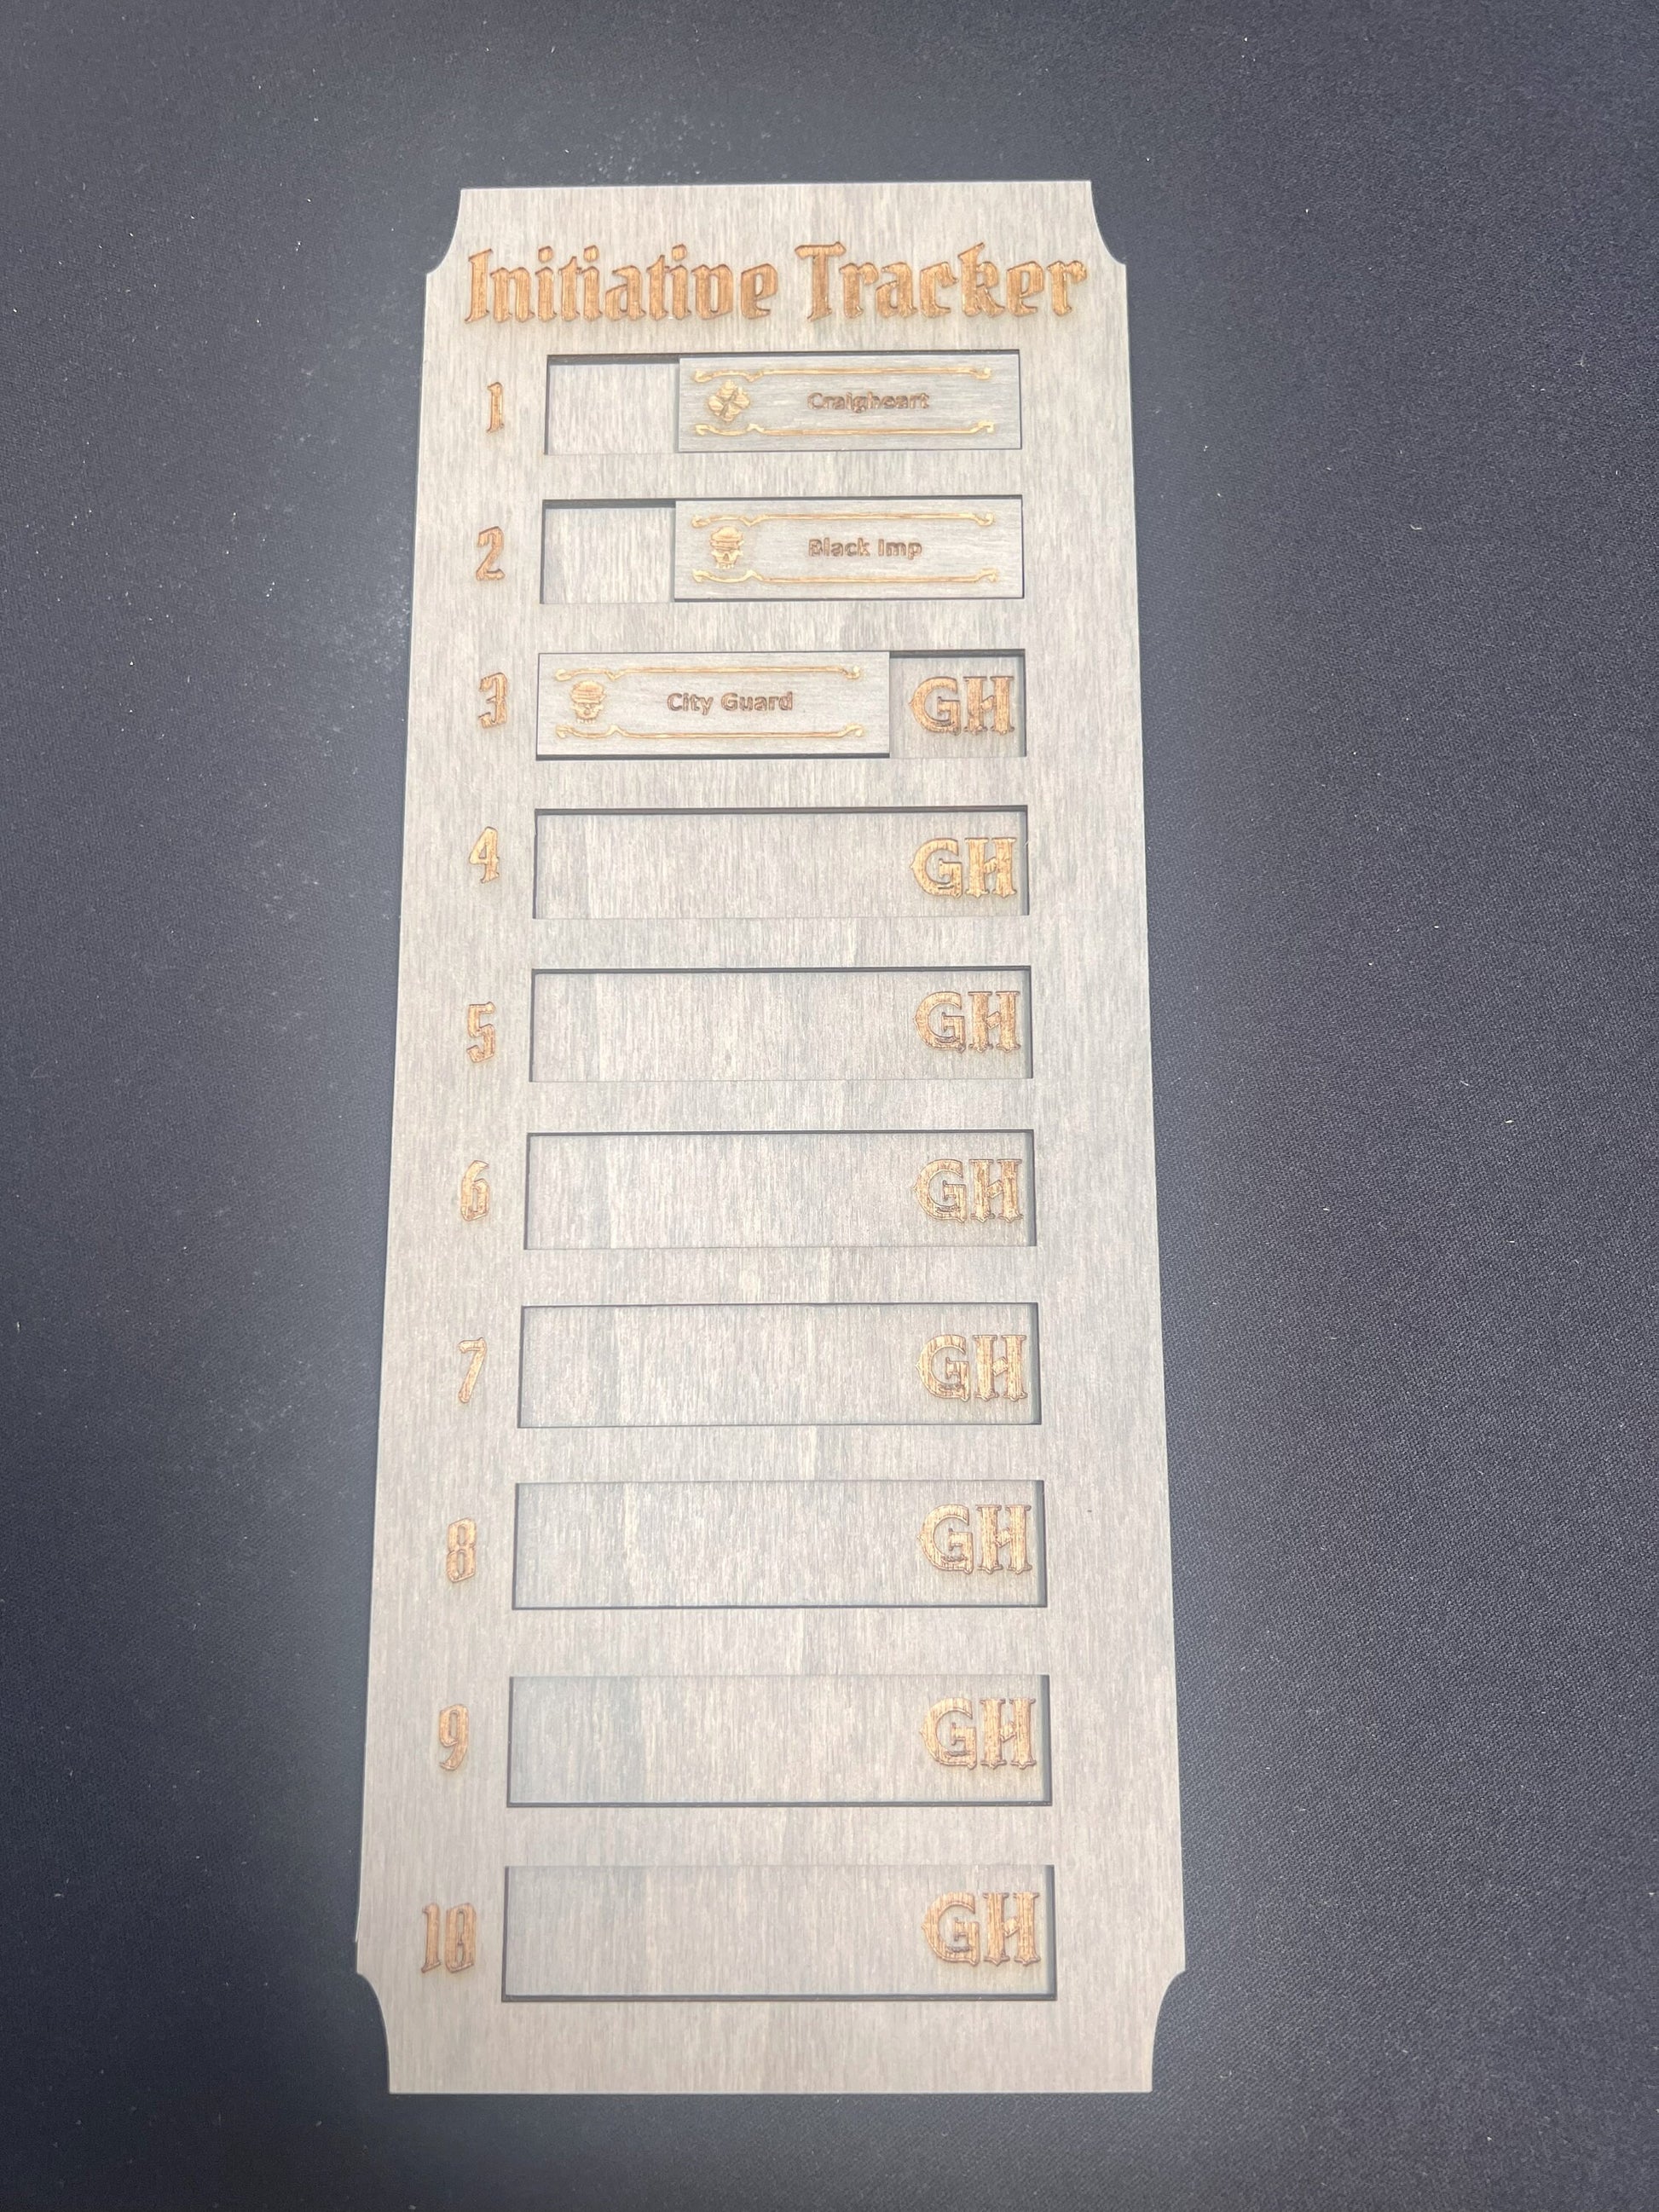 Initiative Tracker
1 Craigheart
2 Black Imp
3 City Guard GH
4 GH
5 GH
6 GH
7 GH
8 GH
9 GH
10 GH